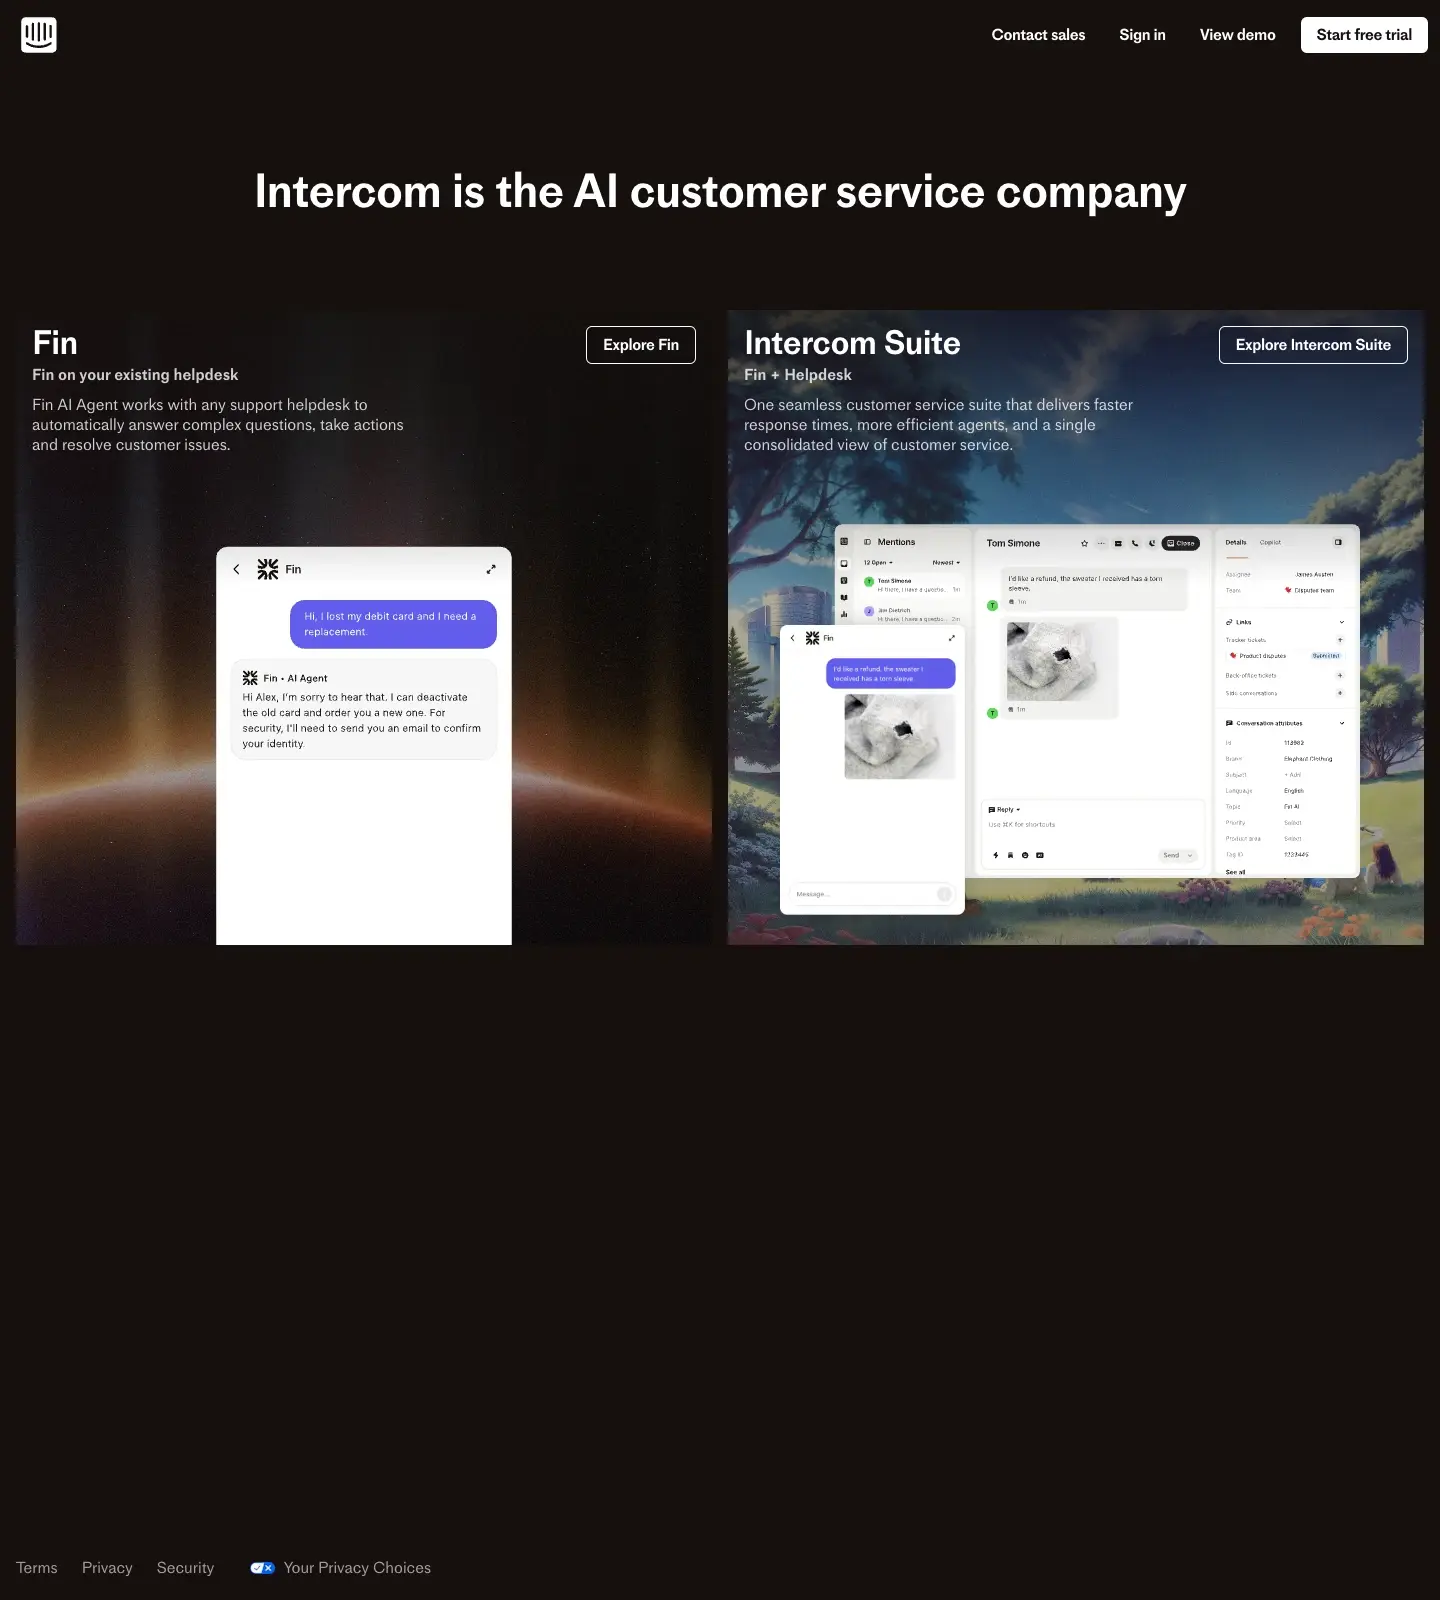 Contact sales
Sign in
View demo
Start free trial
Intercom is the AI customer service company
Fin
Explore Fin
Fin on your existing helpdesk
Fin AI Agent works with any support helpdesk to
automatically answer complex questions, take actions
and resolve customer issues.
Fin
Hi, I lost my debit card and I need a
replacement.
Fin • AI Agent
Hi Alex, I'm sorry to hear that. I can deactivate
the old card and order you a new one. For
security, I'll need to send you an email to confirm
your identity.
Intercom Suite
Explore Intercom Suite
Fin + Helpdesk
One seamless customer service suite that delivers faster
response times, more efficient agents, and a single
consolidated view of customer service.
Mentions
12 Open
Newest
T
Tom Simone
Hi there, I have a questio... 1m
J
Jim Dietrich
Hi there, I have a questio... 2m
Tom Simone
Close
I'd like a refund, the sweater I received has a torn
sleeve.
1m
T
1m
T
Reply
Use ⌘K for shortcuts
Send
Details
Copilot
Assignee James Austen
Team Disputes team
Links
Tracker tickets
Product disputes Submitted
Back-office tickets
Side conversations
Conversation attributes
Brand Elephant Clothing
Subject + Add
Language English
Topic
Priority Select
Product area Select
See all
Fin
I'd like a refund, the sweater I
received has a torn sleeve
Message...
Terms
Privacy
Security
Your Privacy Choices